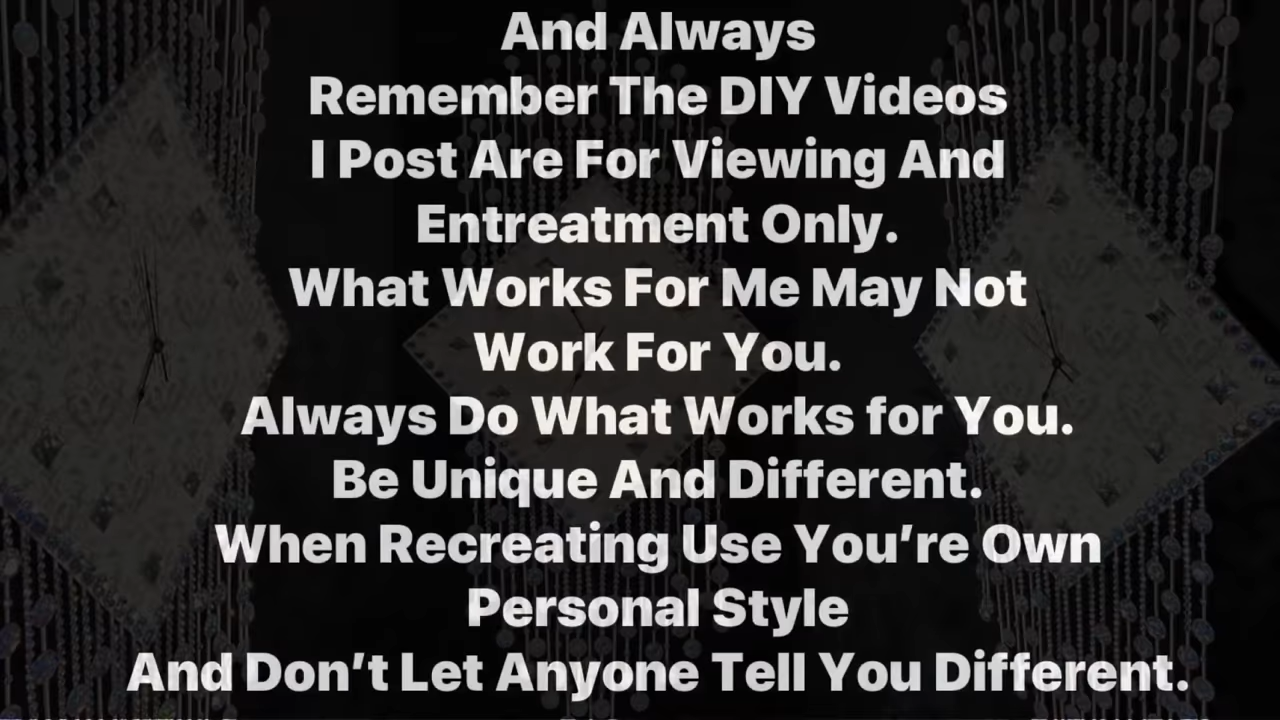 And Always
Remember The DIY Videos
I Post Are For Viewing And
Entreatment Only.
What Works For Me May Not
Work For You.
Always Do What Works for You.
Be Unique And Different.
When Recreating Use You’re Own
Personal Style
And Don’t Let Anyone Tell You Different.